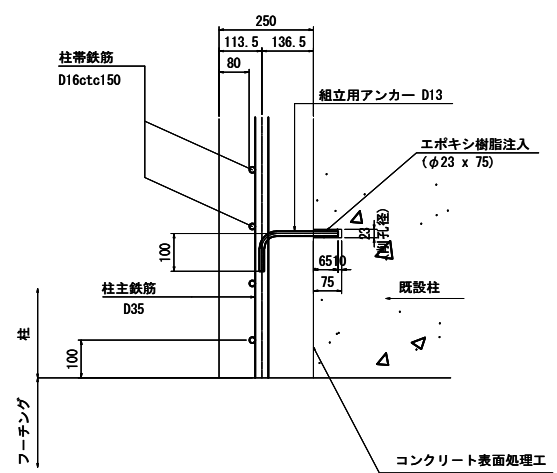 250
113.5
136.5
80
柱帯鉄筋
D16ctc150
組立用アンカー D13
エポキシ樹脂注入
(φ23 x 75)
100
23
(削孔径)
65
10
75
柱主鉄筋
D35
既設柱
柱
100
フーチング
コンクリート表面処理工